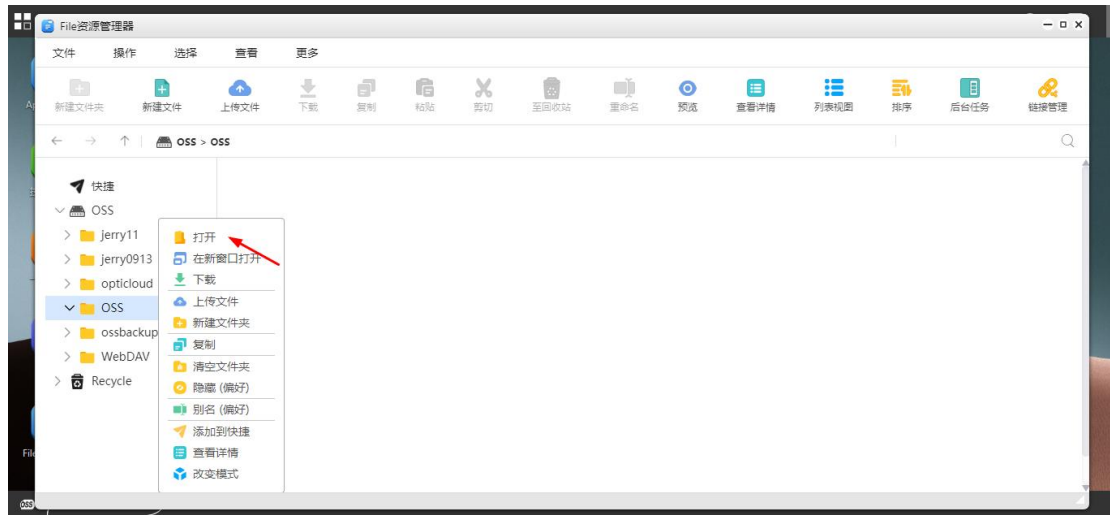 File资源管理器
文件 操作 选择 查看 更多
新建文件夹 新建文件 上传文件 下载 复制 粘贴 剪切 至回收站 重命名 预览 查看详情 列表视图 排序 后台任务 链接管理
OSS > OSS
快捷
OSS
jerry11
jerry0913
opticloud
OSS
ossbackup
WebDAV
Recycle
打开
在新窗口打开
下载
上传文件
新建文件夹
复制
清空文件夹
隐藏 (偏好)
别名 (偏好)
添加到快捷
查看详情
改变模式
File
OSS